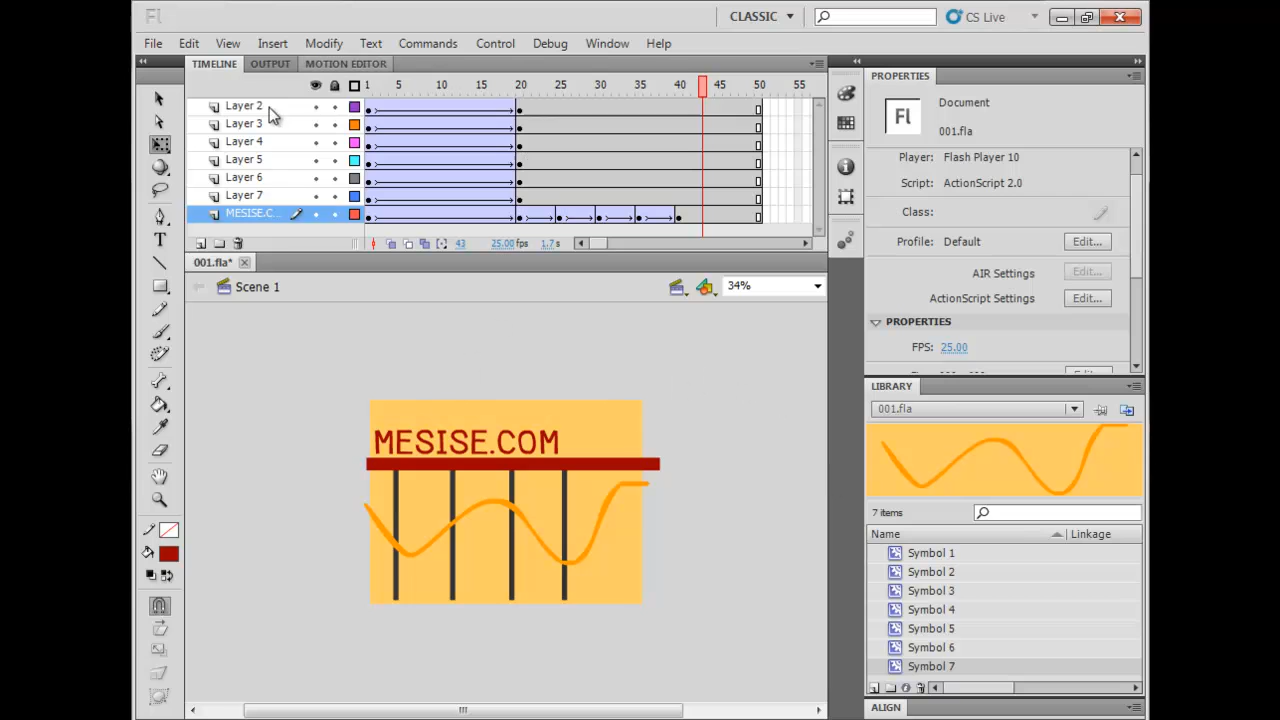 Fl CLASSIC CS Live
File Edit View Insert Modify Text Commands Control Debug Window Help
TIMELINE OUTPUT MOTION EDITOR
1 5 10 15 20 25 30 35 40 45 50 55
Layer 2
Layer 3
Layer 4
Layer 5
Layer 6
Layer 7
MESISE.C...
43 25.00fps 1.7s
001.fla*
Scene 1
34%
MESISE.COM
PROPERTIES
Fl
Document
001.fla
Player: Flash Player 10
Script: ActionScript 2.0
Class:
Profile: Default Edit...
AIR Settings Edit...
ActionScript Settings Edit...
PROPERTIES
FPS: 25.00
LIBRARY
001.fla
7 items
Name Linkage
Symbol 1
Symbol 2
Symbol 3
Symbol 4
Symbol 5
Symbol 6
Symbol 7
ALIGN